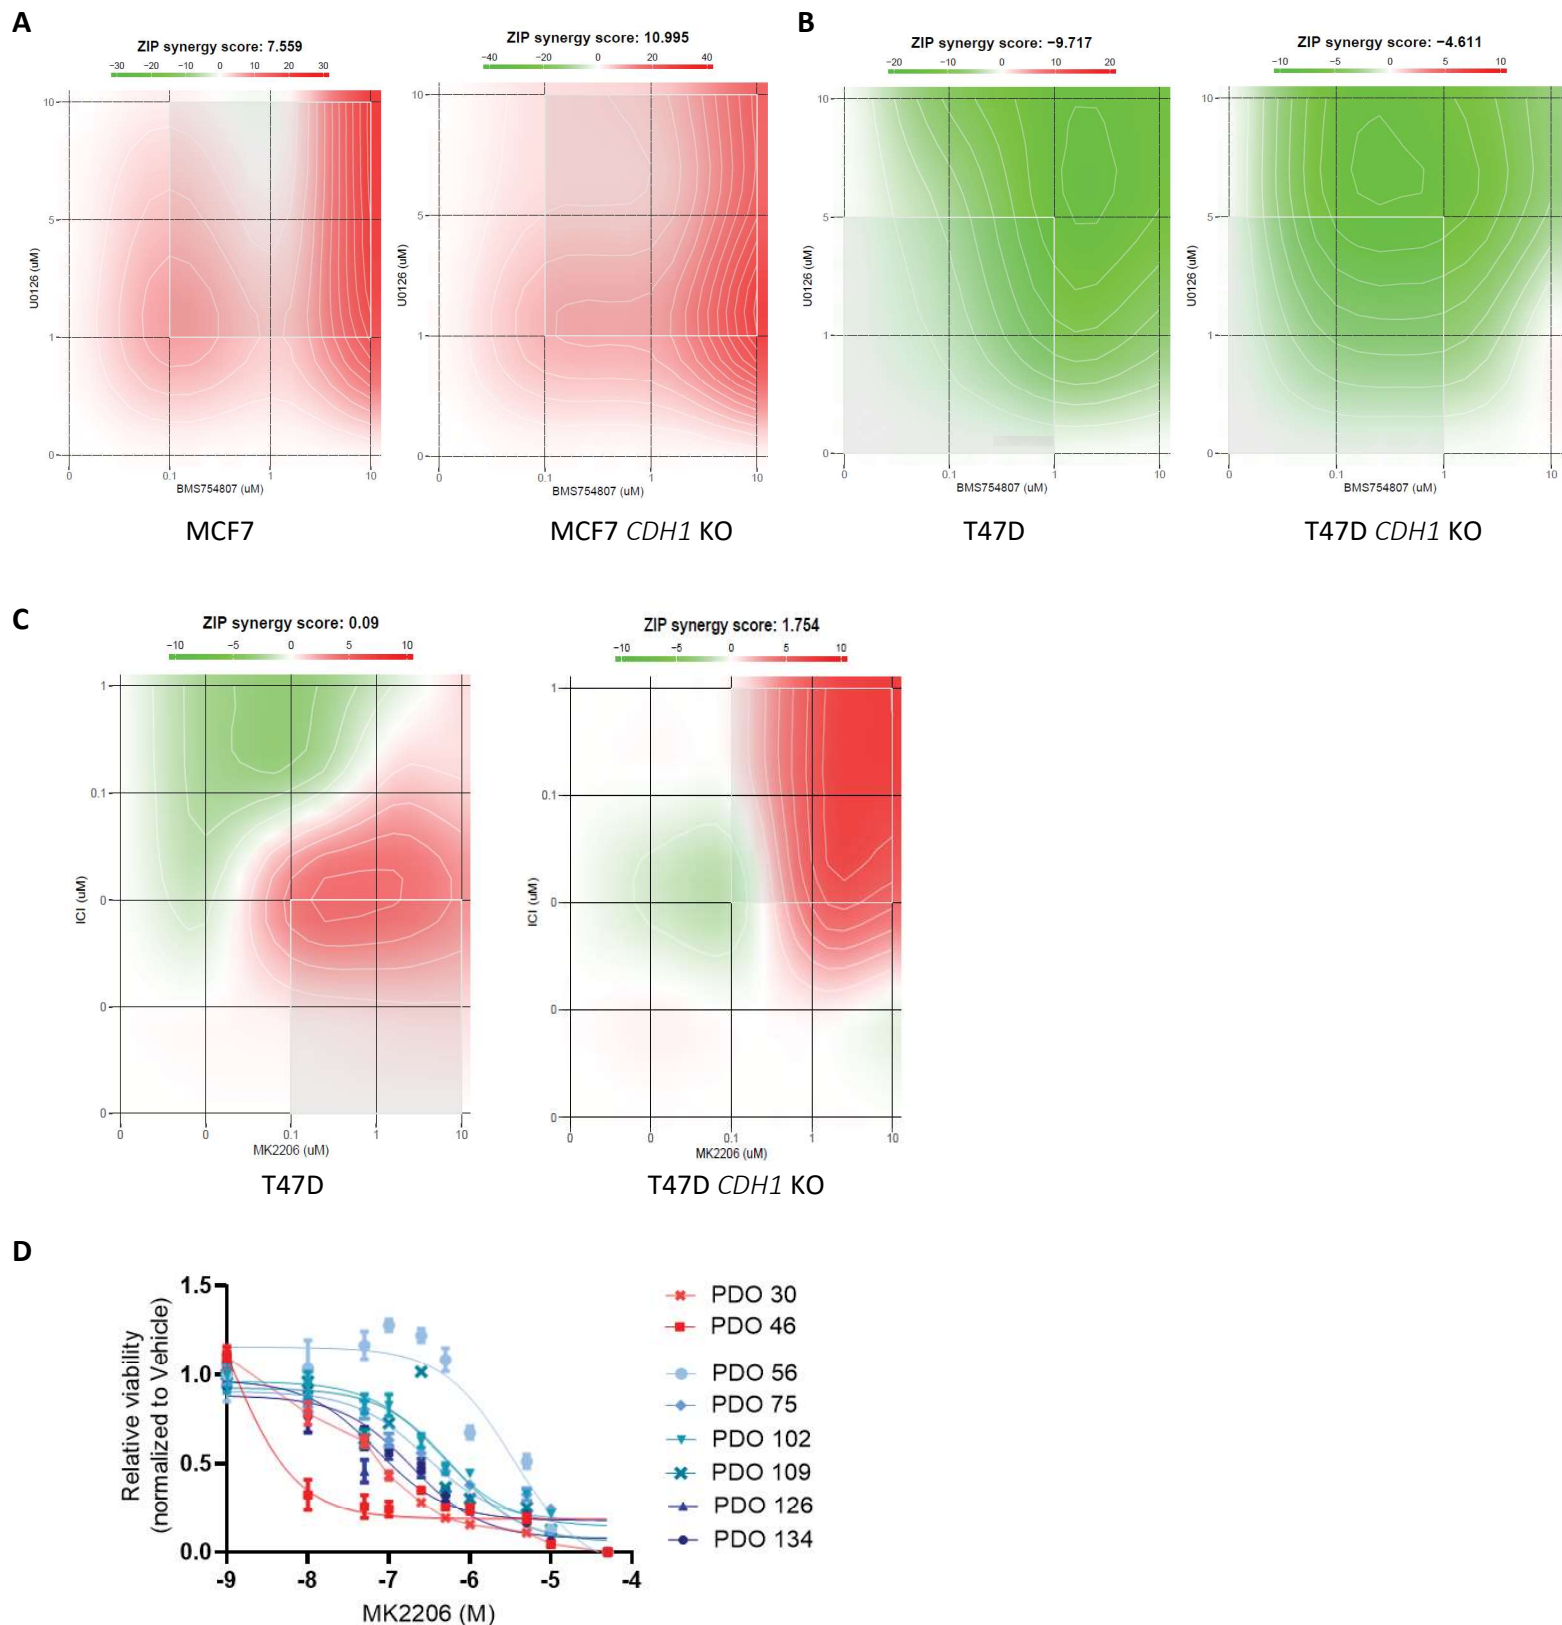 A
B
ZIP synergy score: 7.559
−30 −20 −10 0 10 20 30
ZIP synergy score: 10.995
−40 −20 0 20 40
ZIP synergy score: −9.717
−20 −10 0 10 20
ZIP synergy score: −4.611
−10 −5 0 5 10
10
5
1
0
U0126 (uM)
0 0.1 1 10
BMS754807 (uM)
MCF7
10
5
1
0
U0126 (uM)
0 0.1 1 10
BMS754807 (uM)
MCF7 CDH1 KO
10
5
1
0
U0126 (uM)
0 0.1 1 10
BMS754807 (uM)
T47D
10
5
1
0
U0126 (uM)
0 0.1 1 10
BMS754807 (uM)
T47D CDH1 KO
C
ZIP synergy score: 0.09
−10 −5 0 5 10
1
0.1
0
0
0
ICI (uM)
0 0 0.1 1 10
MK2206 (uM)
T47D
ZIP synergy score: 1.754
−10 −5 0 5 10
1
0.1
0
0
0
ICI (uM)
0 0 0.1 1 10
MK2206 (uM)
T47D CDH1 KO
D
Relative viability
(normalized to Vehicle)
1.5
1.0
0.5
0.0
-9 -8 -7 -6 -5 -4
MK2206 (M)
PDO 30
PDO 46
PDO 56
PDO 75
PDO 102
PDO 109
PDO 126
PDO 134